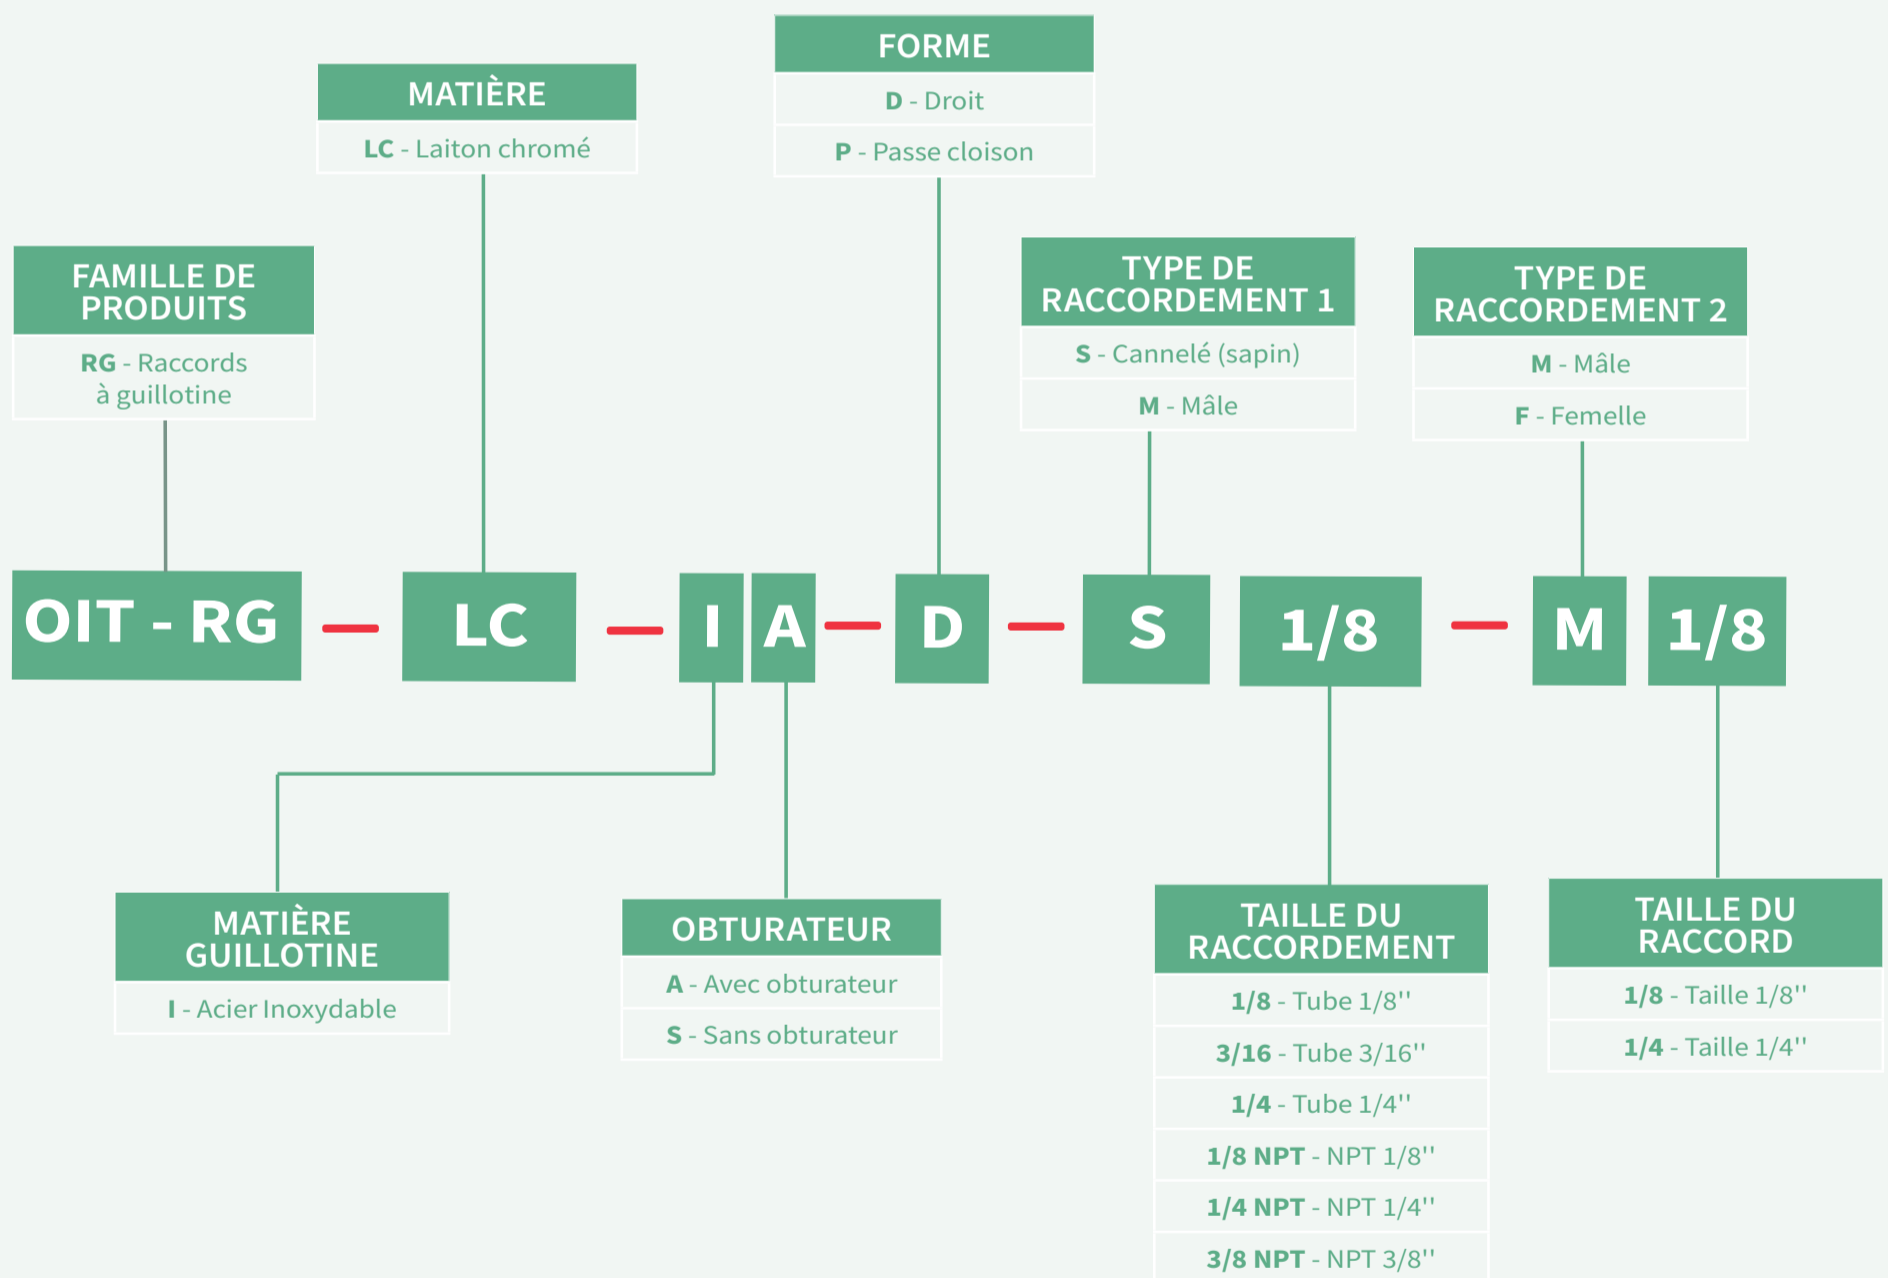 FORME
D - Droit
P - Passe cloison
MATIÈRE
LC - Laiton chromé
FAMILLE DE
PRODUITS
RG - Raccords
à guillotine
TYPE DE
RACCORDEMENT 1
S - Cannelé (sapin)
M - Mâle
TYPE DE
RACCORDEMENT 2
M - Mâle
F - Femelle
OIT - RG — LC — I A — D — S 1/8 — M 1/8
MATIÈRE
GUILLOTINE
I - Acier Inoxydable
OBTURATEUR
A - Avec obturateur
S - Sans obturateur
TAILLE DU
RACCORDEMENT
1/8 - Tube 1/8''
3/16 - Tube 3/16''
1/4 - Tube 1/4''
1/8 NPT - NPT 1/8''
1/4 NPT - NPT 1/4''
3/8 NPT - NPT 3/8''
TAILLE DU
RACCORD
1/8 - Taille 1/8''
1/4 - Taille 1/4''